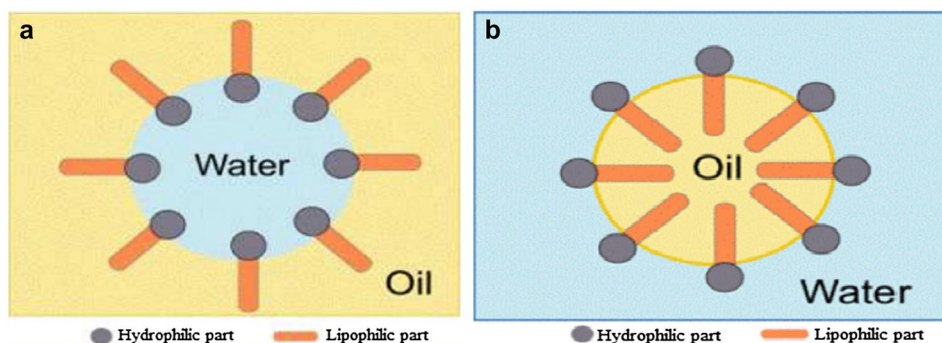 a
Water
Oil
Hydrophilic part
Lipophilic part
b
Oil
Water
Hydrophilic part
Lipophilic part